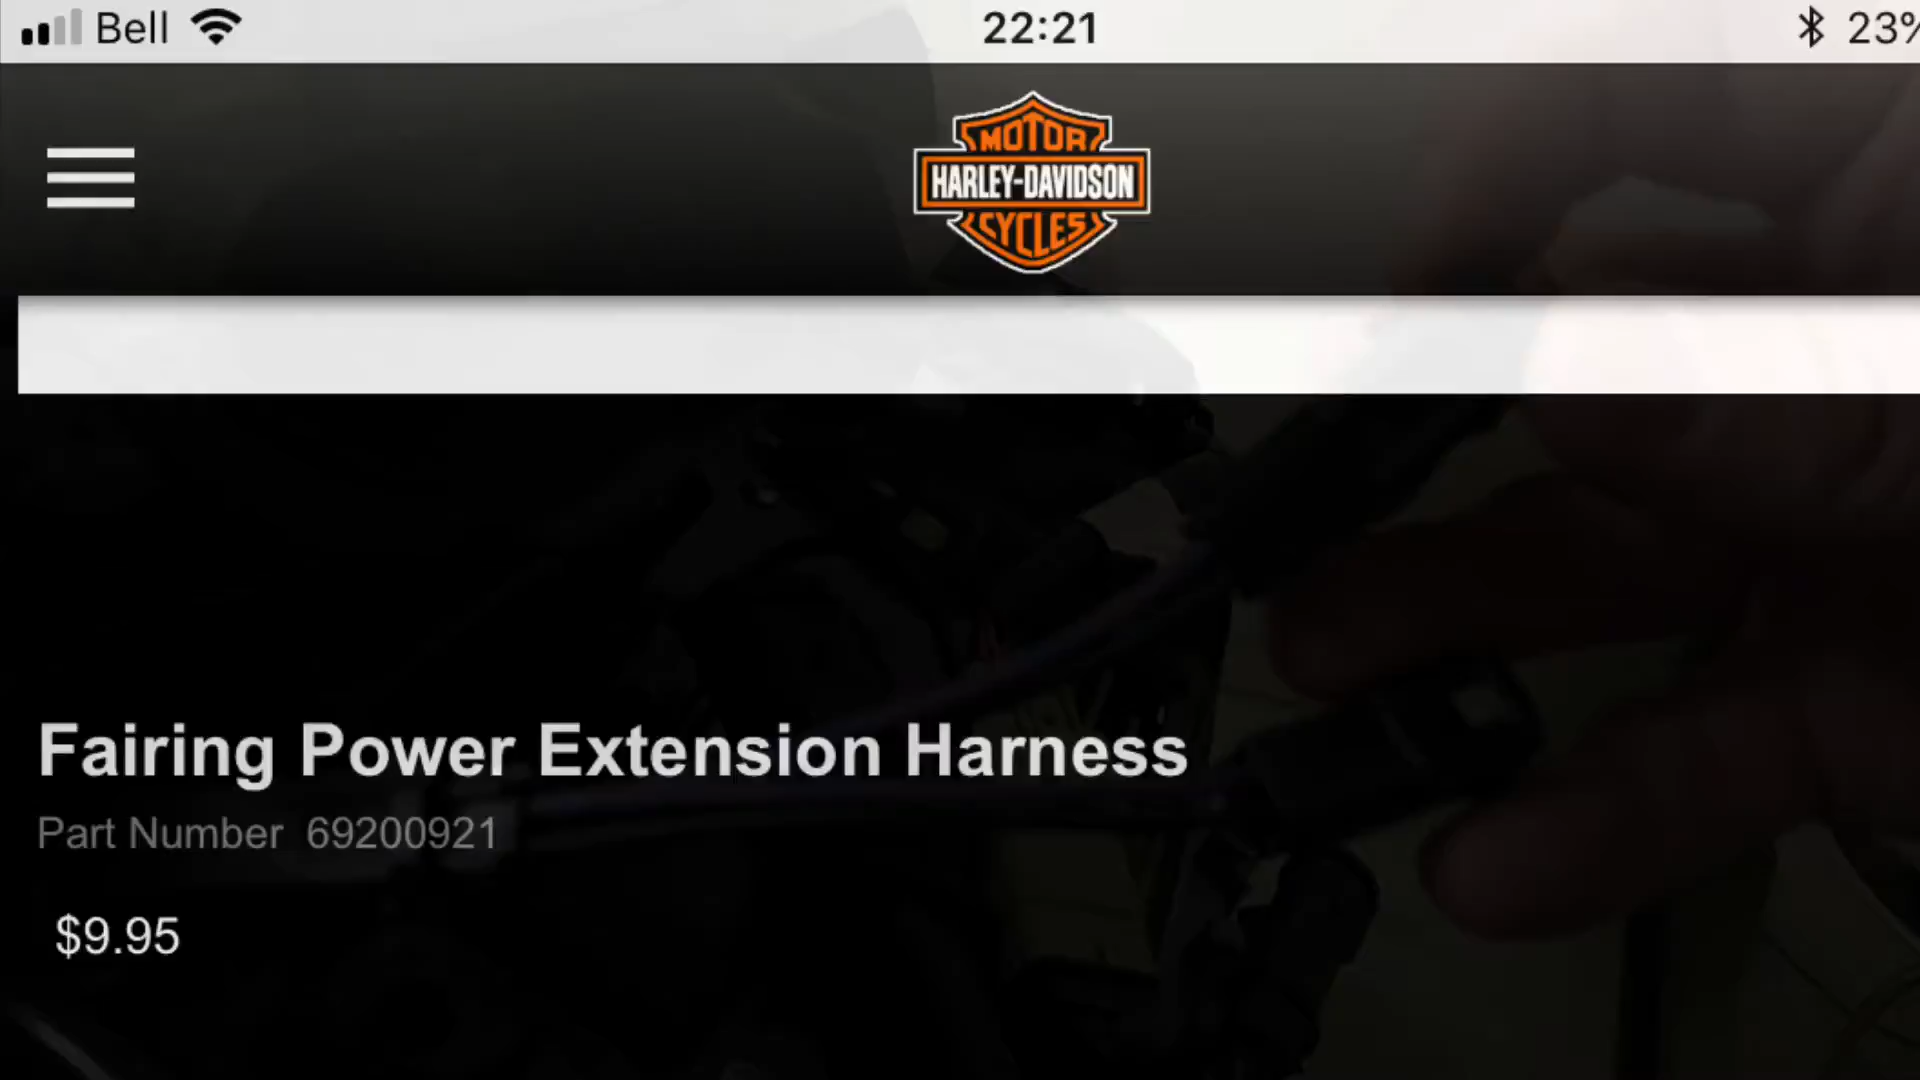 Bell
22:21
23%
MOTOR
HARLEY-DAVIDSON
CYCLES
Fairing Power Extension Harness
Part Number 69200921
$9.95